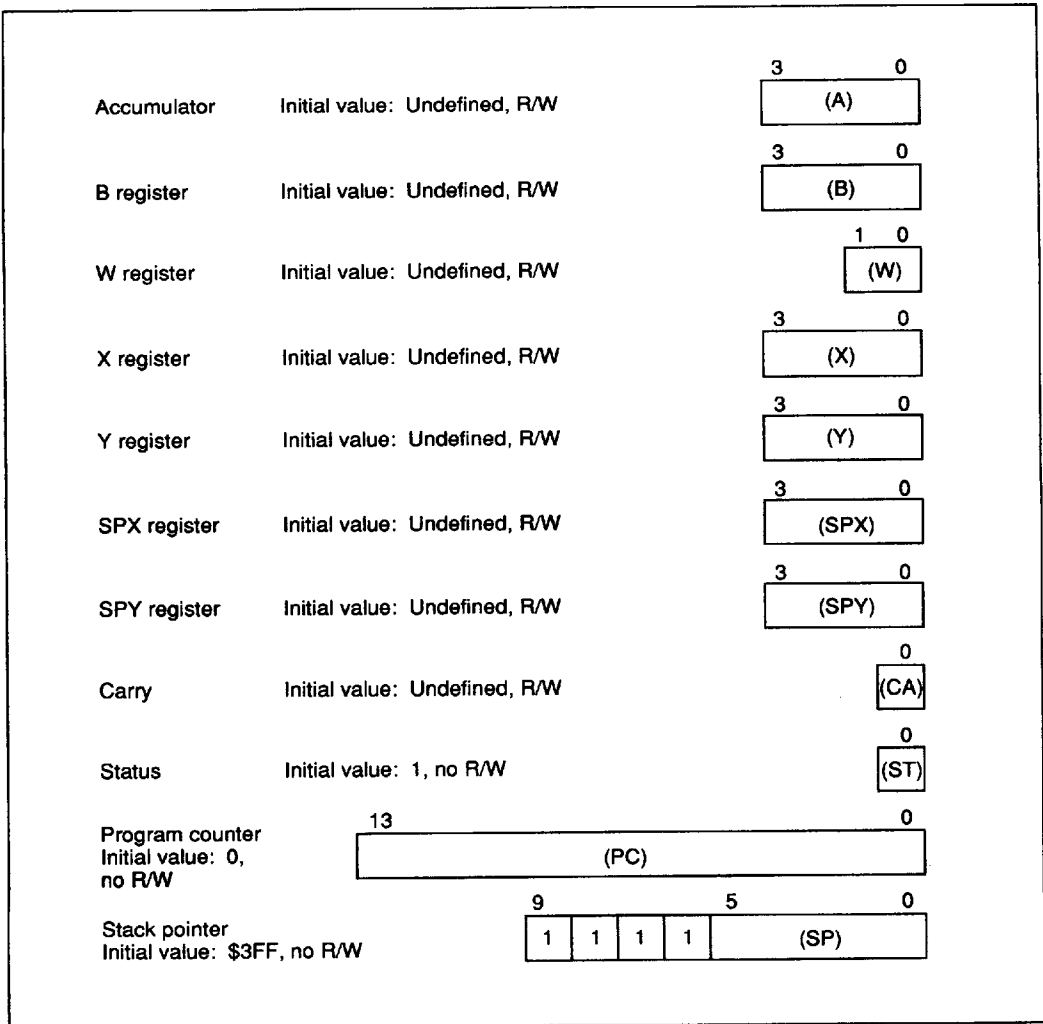 3 0
Accumulator Initial value: Undefined, R/W (A)
3 0
B register Initial value: Undefined, R/W (B)
1 0
W register Initial value: Undefined, R/W (W)
3 0
X register Initial value: Undefined, R/W (X)
3 0
Y register Initial value: Undefined, R/W (Y)
3 0
SPX register Initial value: Undefined, R/W (SPX)
3 0
SPY register Initial value: Undefined, R/W (SPY)
0
Carry Initial value: Undefined, R/W (CA)
0
Status Initial value: 1, no R/W (ST)
13 0
Program counter
Initial value: 0, (PC)
no R/W
9 5 0
Stack pointer 1 1 1 1 (SP)
Initial value: $3FF, no R/W